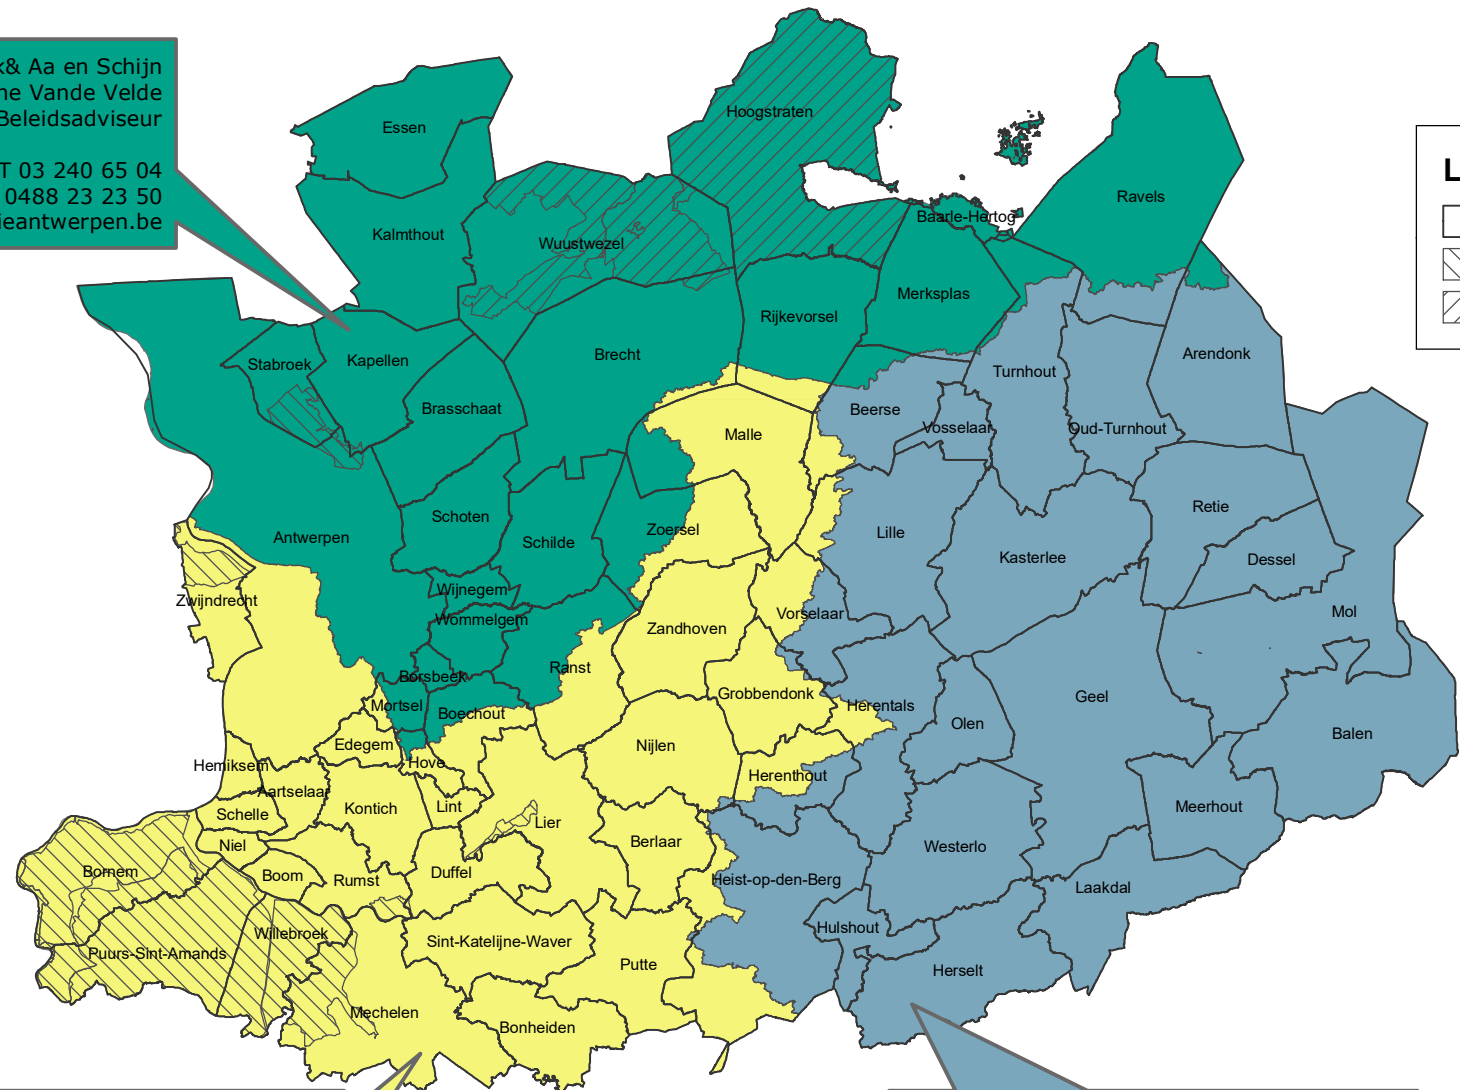 & Aa en Schijn
Vande Velde
Beleidsadviseur
T 03 240 65 04
0488 23 23 50
ieantwerpen.be
L
Hoogstraten
Essen
Ravels
Baarle-Hertog
Kalmthout
Wuustwezel
Merksplas
Rijkevorsel
Brecht
Arendonk
Stabroek
Kapellen
Turnhout
Brasschaat
Beerse
Vosselaar
Oud-Turnhout
Malle
Retie
Schoten
Zoersel
Lille
Antwerpen
Schilde
Kasterlee
Dessel
Wijnegem
Zwijndrecht
Wommelgem
Vorselaar
Mol
Zandhoven
Borsbeek
Ranst
Grobbendonk
Geel
Mortsel
Boechout
Herentals
Olen
Balen
Edegem
Nijlen
Hemiksem
Hove
Herenthout
Aartselaar
Kontich
Lint
Meerhout
Schelle
Lier
Niel
Berlaar
Westerlo
Bornem
Boom
Rumst
Duffel
Heist-op-den-Berg
Laakdal
Willebroek
Hulshout
Puurs-Sint-Amands
Sint-Katelijne-Waver
Putte
Herselt
Mechelen
Bonheiden